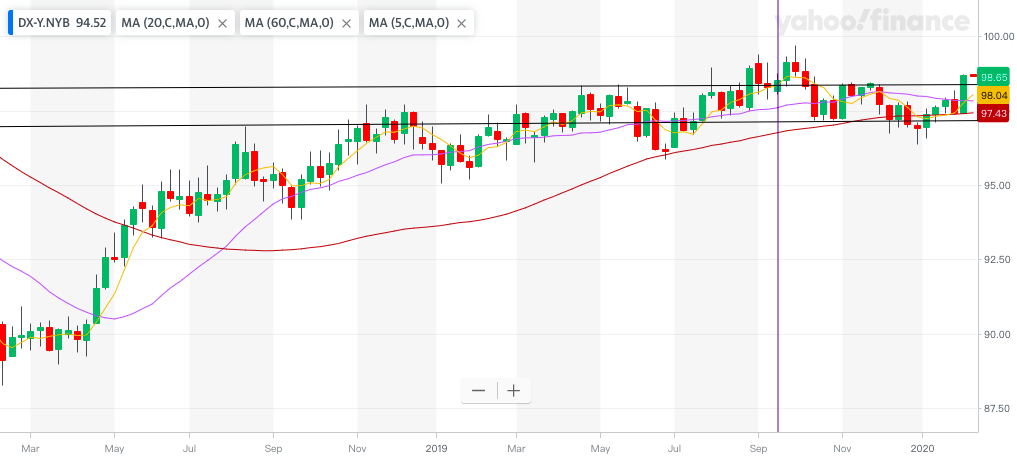 DX-Y.NYB 94.52 MA (20,C,MA,0) MA (60,C,MA,0) MA (5,C,MA,0)
yahoo!finance
100.00
98.65
98.04
97.43
95.00
92.50
90.00
87.50
Mar May Jul Sep Nov 2019 Mar May Jul Sep Nov 2020